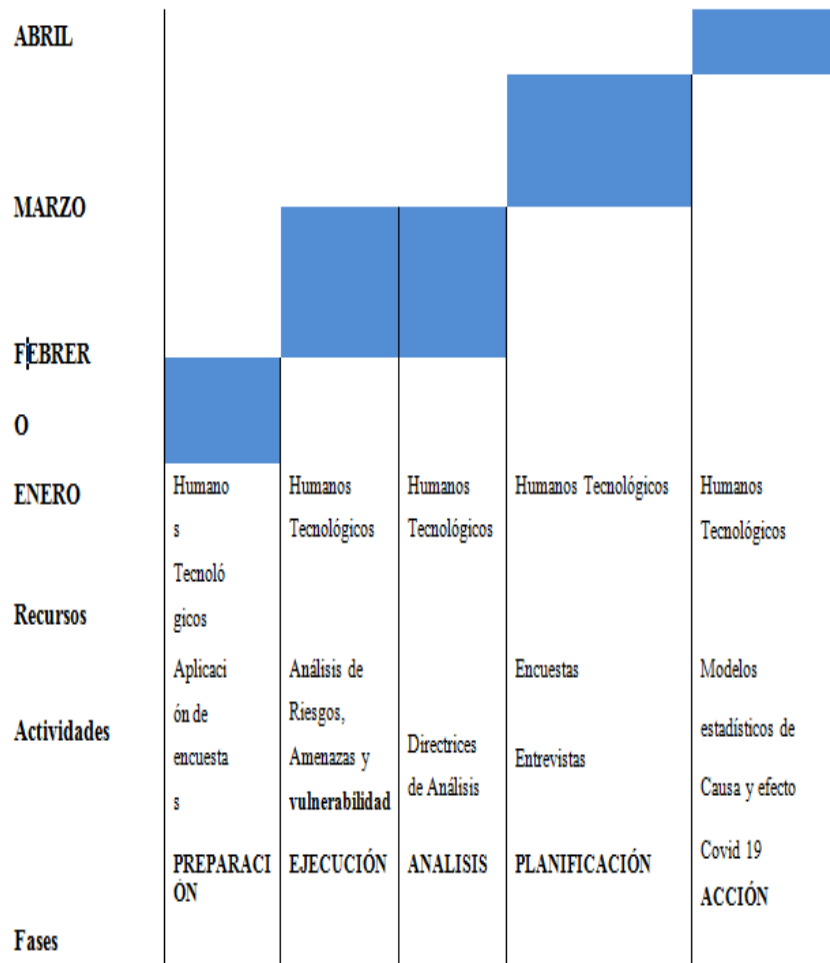 ABRIL
MARZO
FEBRER
O
ENERO
Humano
s
Tecnoló
gicos
Humanos
Tecnológicos
Humanos
Tecnológicos
Humanos Tecnológicos
Humanos
Tecnológicos
Recursos
Aplicaci
ón de
encuesta
s
Análisis de
Riesgos,
Amenazas y
vulnerabilidad
Directrices
de Análisis
Encuestas
Entrevistas
Modelos
estadísticos de
Causa y efecto
Covid 19
Actividades
PREPARACI
ÓN
EJECUCIÓN
ANALISIS
PLANIFICACIÓN
ACCIÓN
Fases